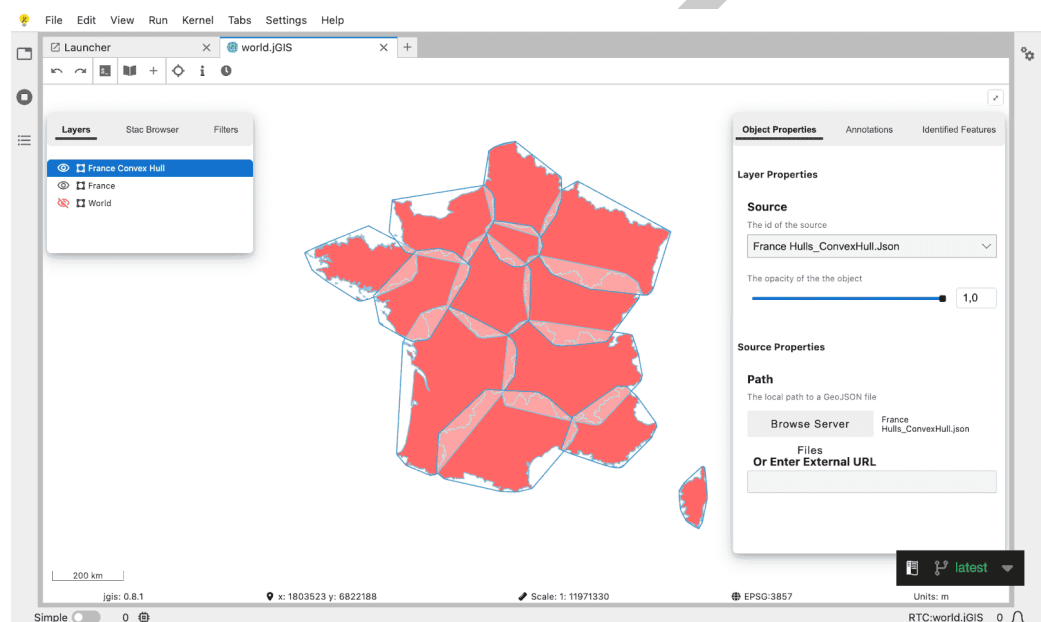 File Edit View Run Kernel Tabs Settings Help
Launcher
world.jGIS
Layers Stac Browser Filters
France Convex Hull
France
World
Object Properties Annotations Identified Features
Layer Properties
Source
The id of the source
France Hulls_ConvexHull.Json
The opacity of the the object
1,0
Source Properties
Path
The local path to a GeoJSON file
Browse Server
Files
France
Hulls_ConvexHull.json
Or Enter External URL
latest
200 km
jgis: 0.8.1 x: 1803523 y: 6822188 Scale: 1: 11971330 EPSG:3857 Units: m
Simple 0 RTC:world.jGIS 0